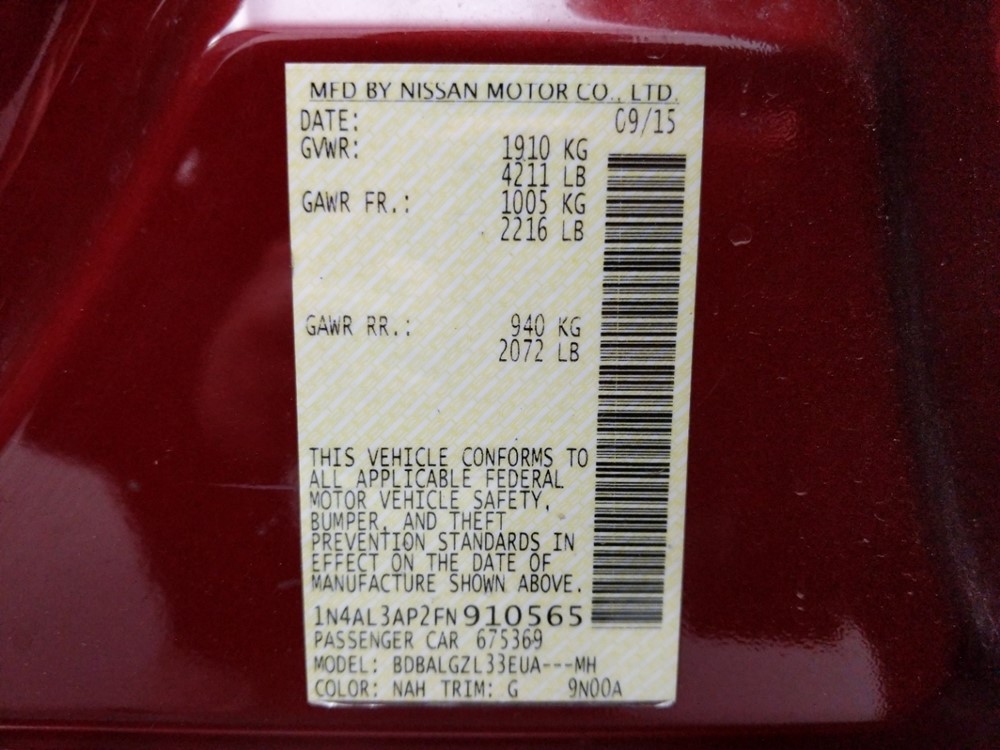 MFD BY NISSAN MOTOR CO., LTD.
DATE: 09/15
GVWR: 1910 KG
4211 LB
GAWR FR.: 1005 KG
2216 LB
GAWR RR.: 940 KG
2072 LB
THIS VEHICLE CONFORMS TO
ALL APPLICABLE FEDERAL
MOTOR VEHICLE SAFETY,
BUMPER, AND THEFT
PREVENTION STANDARDS IN
EFFECT ON THE DATE OF
MANUFACTURE SHOWN ABOVE.
1N4AL3AP2FN910565
PASSENGER CAR 675369
MODEL: BDBALGZL33EUA---MH
COLOR: NAH TRIM: G 9N00A